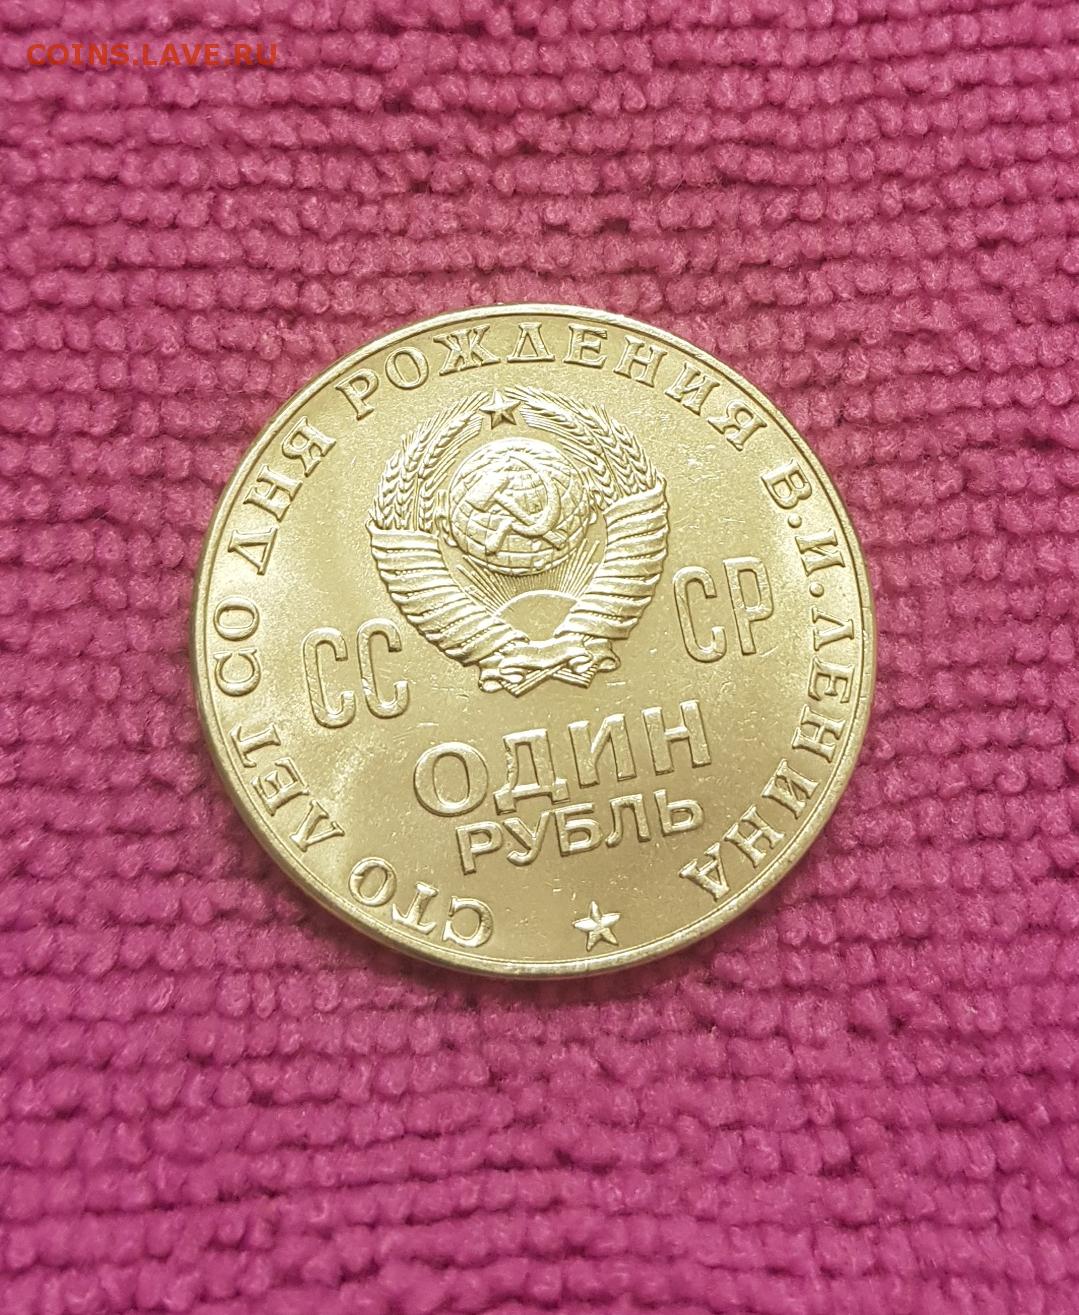 COINS.LAVE.RU
СТО ЛЕТ СО ДНЯ РОЖДЕНИЯ В.И.ЛЕНИНА
СС СР
ОДИН
РУБЛЬ